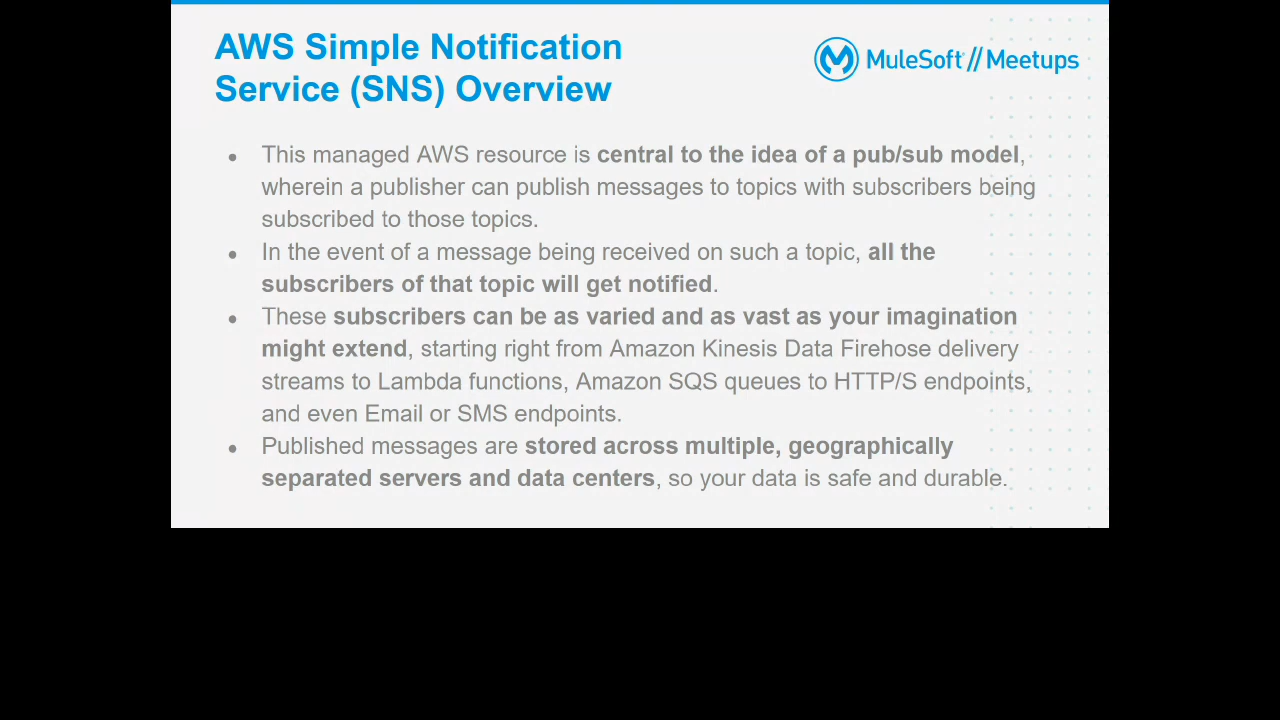 AWS Simple Notification
Service (SNS) Overview
MuleSoft // Meetups
● This managed AWS resource is central to the idea of a pub/sub model,
wherein a publisher can publish messages to topics with subscribers being
subscribed to those topics.
● In the event of a message being received on such a topic, all the
subscribers of that topic will get notified.
● These subscribers can be as varied and as vast as your imagination
might extend, starting right from Amazon Kinesis Data Firehose delivery
streams to Lambda functions, Amazon SQS queues to HTTP/S endpoints,
and even Email or SMS endpoints.
● Published messages are stored across multiple, geographically
separated servers and data centers, so your data is safe and durable.